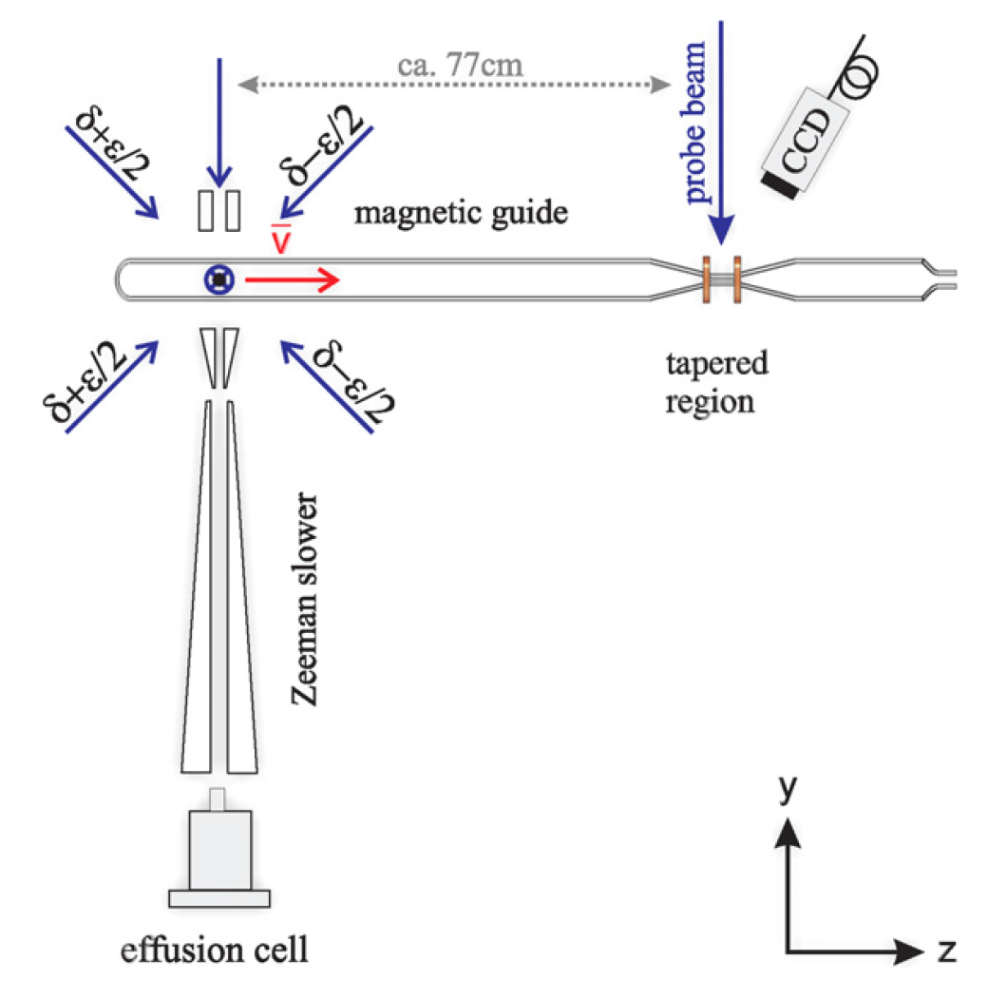 ca. 77cm
probe beam
CCD
δ+ε/2
δ−ε/2
magnetic guide
v̅
δ+ε/2
δ−ε/2
tapered
region
Zeeman slower
effusion cell
y
z